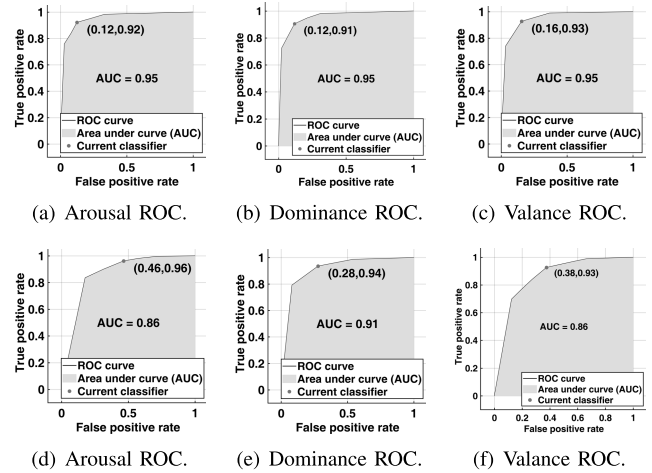 1
0.8
0.6
0.4
0.2
0
True positive rate
(0.12,0.92)
AUC = 0.95
ROC curve
Area under curve (AUC)
Current classifier
0
0.5
1
False positive rate
(a) Arousal ROC.
1
0.8
0.6
0.4
0.2
0
True positive rate
(0.12,0.91)
AUC = 0.95
ROC curve
Area under curve (AUC)
Current classifier
0
0.5
1
False positive rate
(b) Dominance ROC.
1
0.8
0.6
0.4
0.2
0
True positive rate
(0.16,0.93)
AUC = 0.95
ROC curve
Area under curve (AUC)
Current classifier
0
0.5
1
False positive rate
(c) Valance ROC.
1
0.8
0.6
0.4
0.2
0
True positive rate
(0.46,0.96)
AUC = 0.86
ROC curve
Area under curve (AUC)
Current classifier
0
0.5
1
False positive rate
(d) Arousal ROC.
1
0.8
0.6
0.4
0.2
0
True positive rate
(0.28,0.94)
AUC = 0.91
ROC curve
Area under curve (AUC)
Current classifier
0
0.5
1
False positive rate
(e) Dominance ROC.
1
0.8
0.6
0.4
0.2
0
True positive rate
(0.38,0.93)
AUC = 0.86
ROC curve
Area under curve (AUC)
Current classifier
0 0.2 0.4 0.6 0.8 1
False positive rate
(f) Valance ROC.